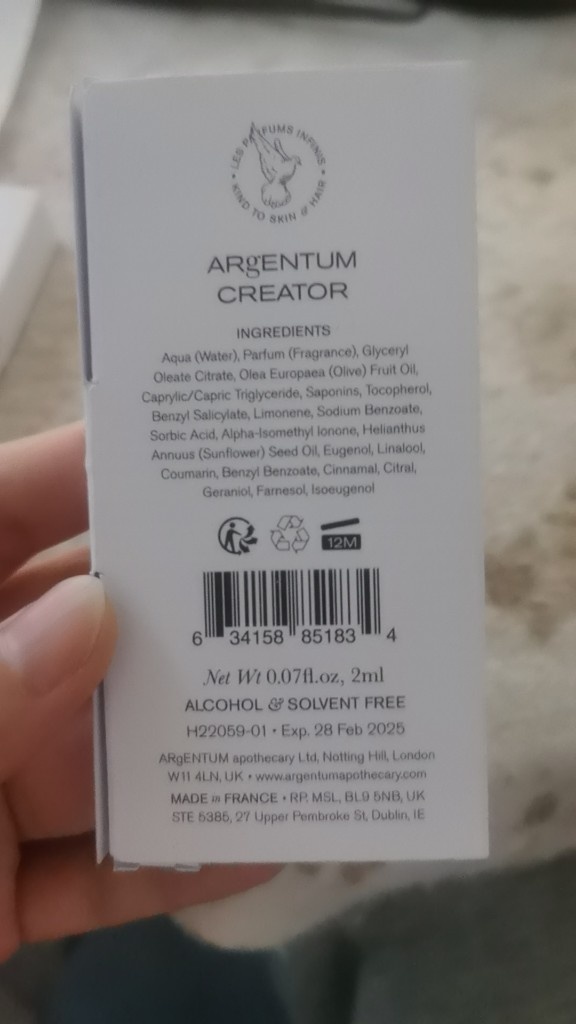 LES PARFUMS INFINIS • KIND TO SKIN & HAIR •
ARgENTUM
CREATOR
INGREDIENTS
Aqua (Water), Parfum (Fragrance), Glyceryl
Oleate Citrate, Olea Europaea (Olive) Fruit Oil,
Caprylic/Capric Triglyceride, Saponins, Tocopherol,
Benzyl Salicylate, Limonene, Sodium Benzoate,
Sorbic Acid, Alpha-Isomethyl Ionone, Helianthus
Annuus (Sunflower) Seed Oil, Eugenol, Linalool,
Coumarin, Benzyl Benzoate, Cinnamal, Citral,
Geraniol, Farnesol, Isoeugenol
12M
6 34158 85183 4
Net Wt 0.07fl.oz, 2ml
ALCOHOL & SOLVENT FREE
H22059-01 • Exp. 28 Feb 2025
ARgENTUM apothecary Ltd, Notting Hill, London
W11 4LN, UK • www.argentumapothecary.com
MADE in FRANCE • RP. MSL, BL9 5NB, UK
STE 5385, 27 Upper Pembroke St, Dublin, IE